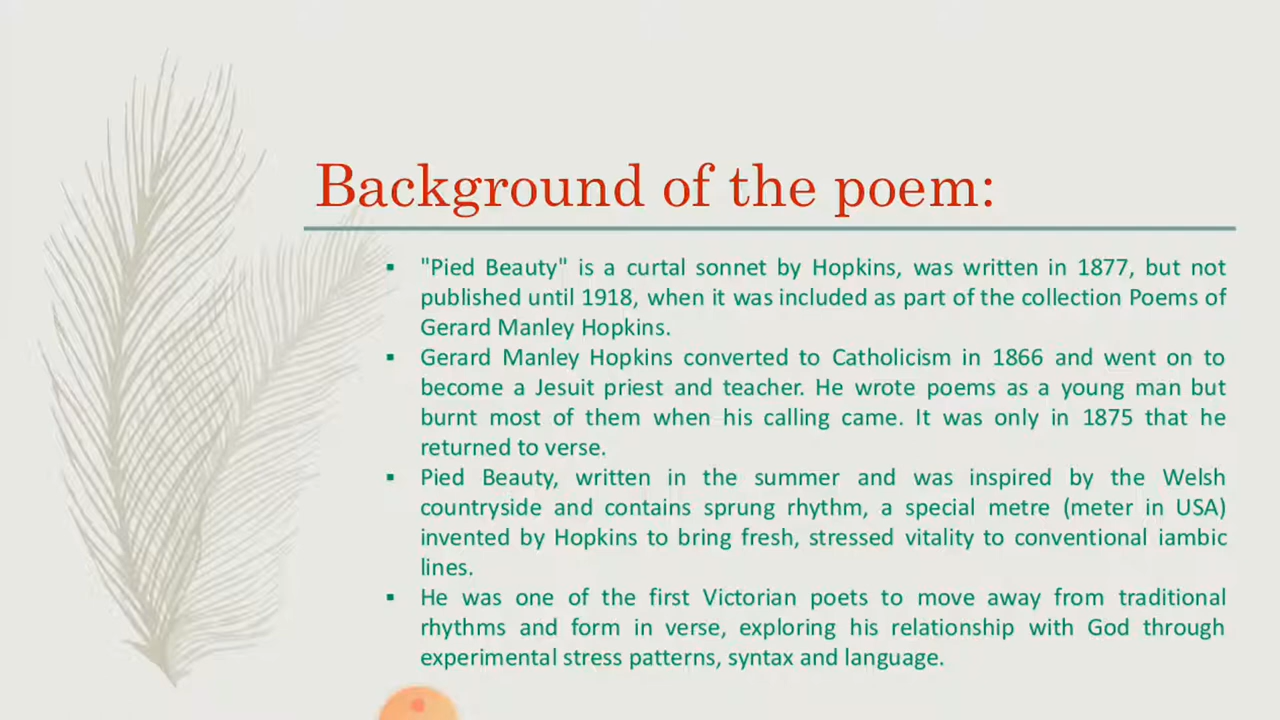 Background of the poem:
▪ "Pied Beauty" is a curtal sonnet by Hopkins, was written in 1877, but not
published until 1918, when it was included as part of the collection Poems of
Gerard Manley Hopkins.
▪ Gerard Manley Hopkins converted to Catholicism in 1866 and went on to
become a Jesuit priest and teacher. He wrote poems as a young man but
burnt most of them when his calling came. It was only in 1875 that he
returned to verse.
▪ Pied Beauty, written in the summer and was inspired by the Welsh
countryside and contains sprung rhythm, a special metre (meter in USA)
invented by Hopkins to bring fresh, stressed vitality to conventional iambic
lines.
▪ He was one of the first Victorian poets to move away from traditional
rhythms and form in verse, exploring his relationship with God through
experimental stress patterns, syntax and language.